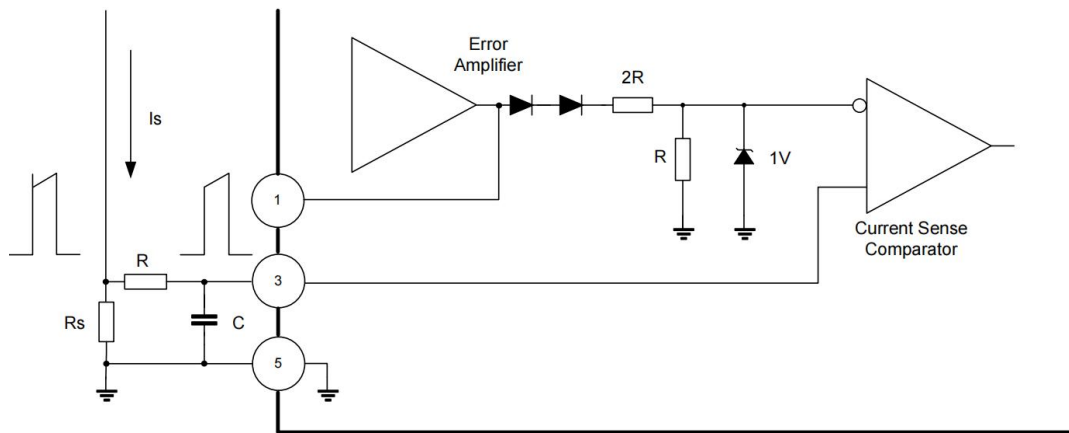 Error
Amplifier
2R
Is
R
1V
1
Current Sense
Comparator
R
3
Rs
C
5